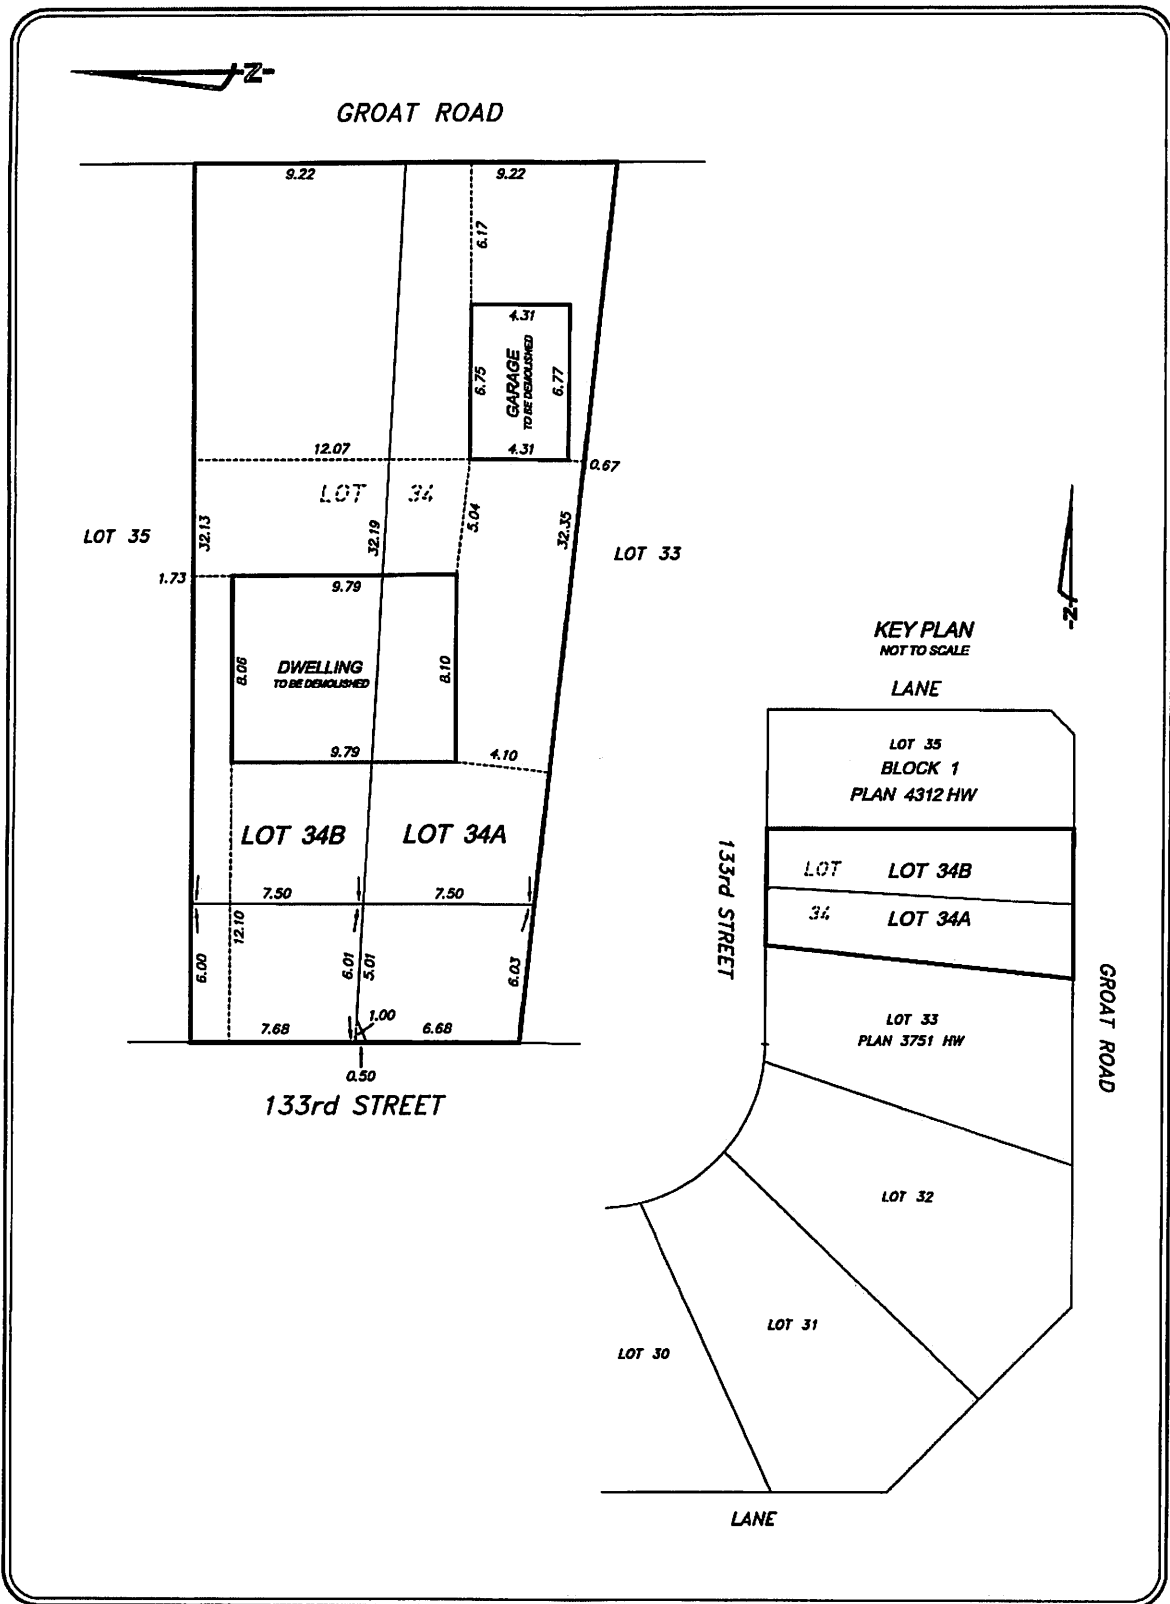 -Z-
GROAT ROAD
9.22
9.22
6.17
4.31
6.75
GARAGE
TO BE DEMOLISHED
6.77
12.07
4.31
0.67
LOT 34
LOT 35
32.13
32.19
5.04
32.35
LOT 33
1.73
9.79
8.06
DWELLING
TO BE DEMOLISHED
8.10
9.79
4.10
LOT 34B
LOT 34A
7.50
7.50
6.00
12.10
6.01
5.01
6.03
7.68
1.00
6.68
0.50
133rd STREET
-Z-
KEY PLAN
NOT TO SCALE
LANE
LOT 35
BLOCK 1
PLAN 4312 HW
133rd STREET
LOT
LOT 34B
34
LOT 34A
GROAT ROAD
LOT 33
PLAN 3751 HW
LOT 32
LOT 31
LOT 30
LANE